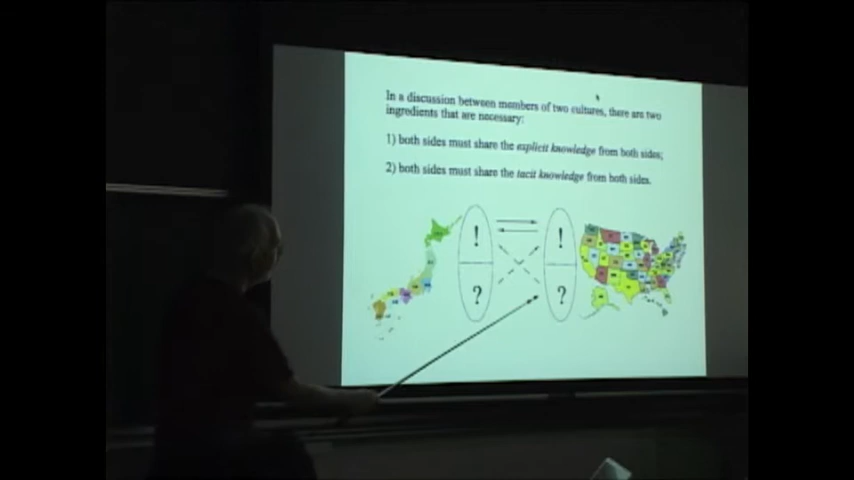 In a discussion between members of two cultures, there are two
ingredients that are necessary:
1) both sides must share the explicit knowledge from both sides;
2) both sides must share the tacit knowledge from both sides.
! !
? ?